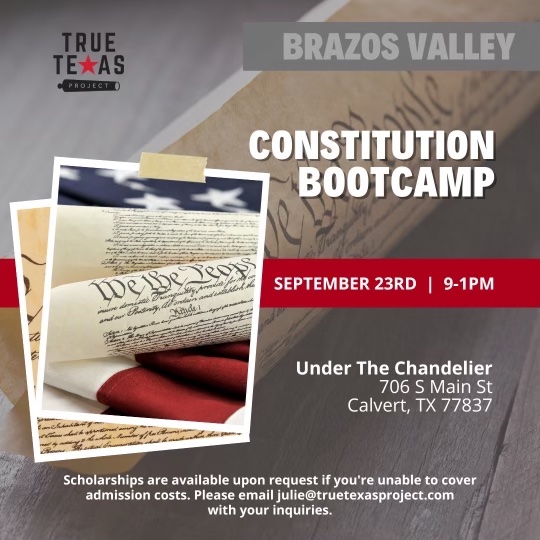 TRUE
TEXAS
PROJECT
BRAZOS VALLEY
CONSTITUTION
BOOTCAMP
We the People
Article I
SEPTEMBER 23RD | 9-1PM
Under The Chandelier
706 S Main St
Calvert, TX 77837
Scholarships are available upon request if you're unable to cover
admission costs. Please email julie@truetexasproject.com
with your inquiries.